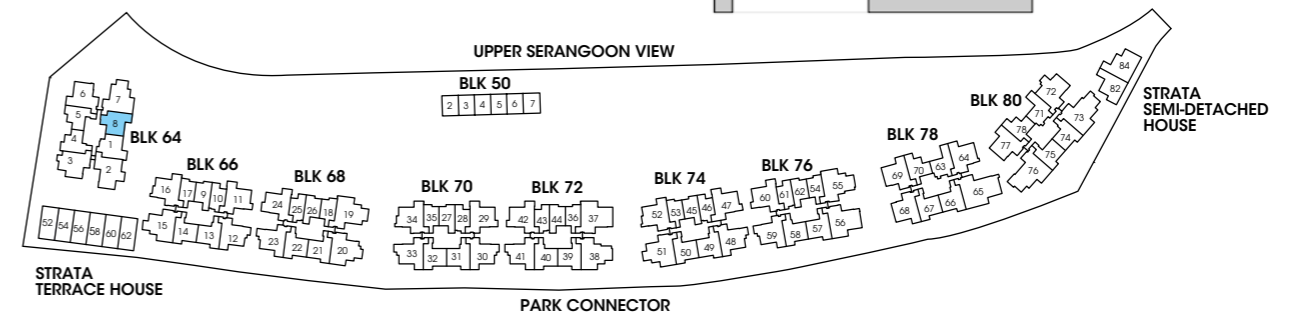 UPPER SERANGOON VIEW
BLK 50
2 3 4 5 6 7
BLK 64
6 7
5 8
4 1
3 2
BLK 66
16 17 9 10 11
15 14 13 12
BLK 68
24 25 26 18 19
23 22 21 20
BLK 70
34 35 27 28 29
33 32 31 30
BLK 72
42 43 44 36 37
41 40 39 38
BLK 74
52 53 45 46 47
51 50 49 48
BLK 76
60 61 62 54 55
59 58 57 56
BLK 78
69 70 63 64
68 67 66 65
BLK 80
72
71 73
78 74
77 75
76
84
82
STRATA
SEMI-DETACHED
HOUSE
52 54 56 58 60 62
STRATA
TERRACE HOUSE
PARK CONNECTOR